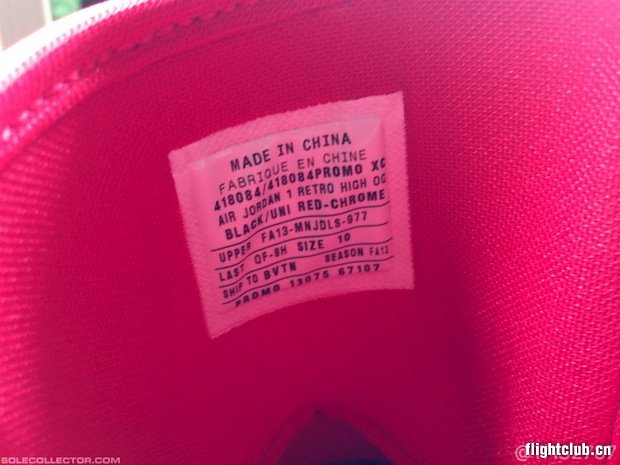 MADE IN CHINA
FABRIQUE EN CHINE
418084/418084PROMO XC
AIR JORDAN 1 RETRO HIGH OG
BLACK/UNI RED-CHROME
UPPER FA13-MNJDLS-977
LAST QF-8H SIZE 10
SHIP TO BVTN SEASON FA13
PROMO 13075 67107
SOLECOLLECTOR.COM
flightclub.cn